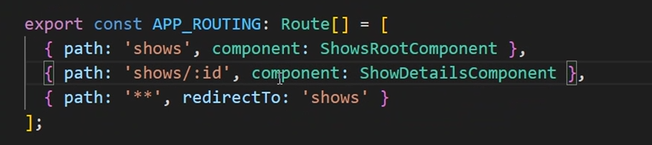 export const APP_ROUTING: Route[] = [
{ path: 'shows', component: ShowsRootComponent },
{ path: 'shows/:id', component: ShowDetailsComponent },
{ path: '**', redirectTo: 'shows' }
];